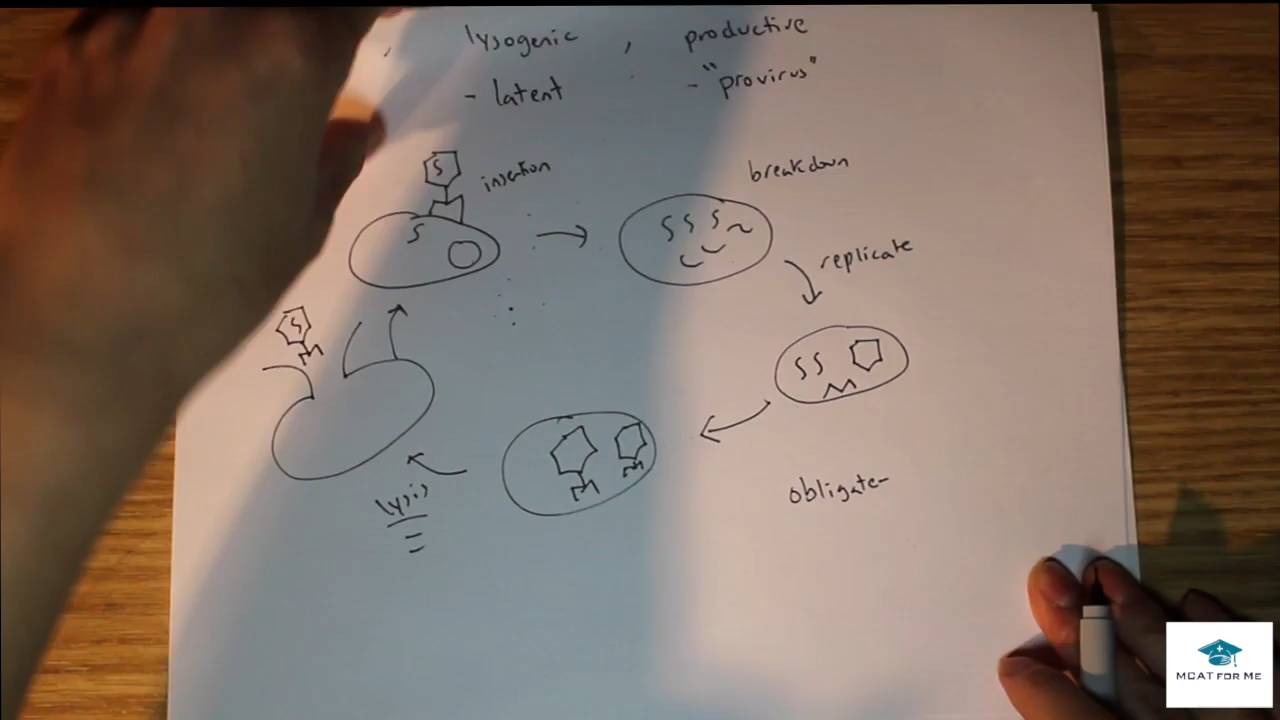 , lysogenic , productive
- latent - "provirus"
insertion
breakdown
replicate
obligate-
lysis
MCAT FOR ME